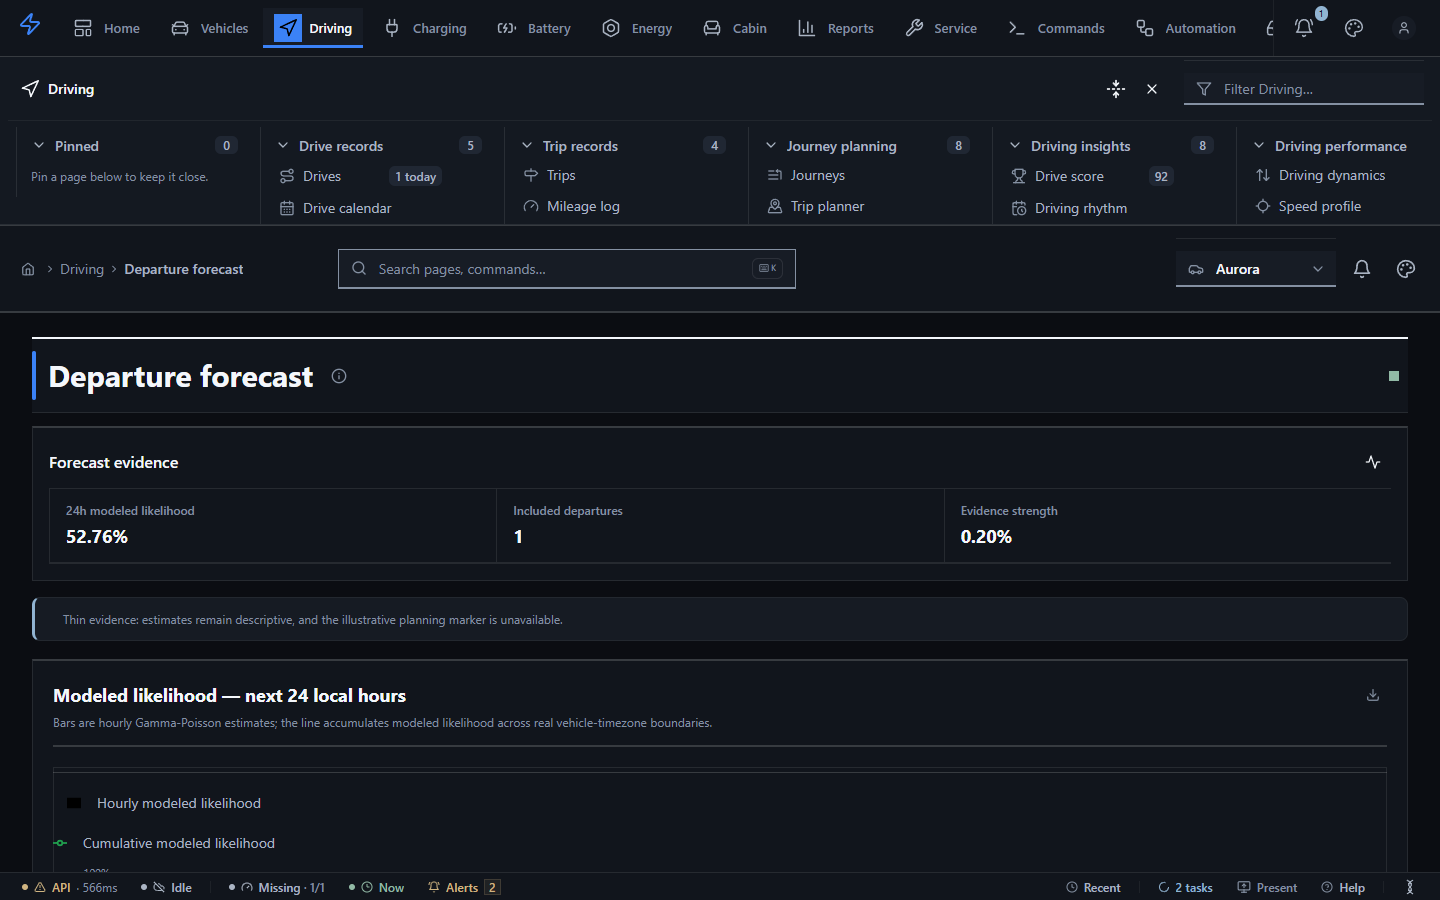 Home
Vehicles
Driving
Charging
Battery
Energy
Cabin
Reports
Service
Commands
Automation
1
Driving
Filter Driving...
Pinned 0
Pin a page below to keep it close.
Drive records 5
Drives 1 today
Drive calendar
Trip records 4
Trips
Mileage log
Journey planning 8
Journeys
Trip planner
Driving insights 8
Drive score 92
Driving rhythm
Driving performance
Driving dynamics
Speed profile
Driving
Departure forecast
Search pages, commands...
K
Aurora
Departure forecast
Forecast evidence
24h modeled likelihood
52.76%
Included departures
1
Evidence strength
0.20%
Thin evidence: estimates remain descriptive, and the illustrative planning marker is unavailable.
Modeled likelihood — next 24 local hours
Bars are hourly Gamma-Poisson estimates; the line accumulates modeled likelihood across real vehicle-timezone boundaries.
Hourly modeled likelihood
Cumulative modeled likelihood
API · 566ms
Idle
Missing · 1/1
Now
Alerts 2
Recent
2 tasks
Present
Help